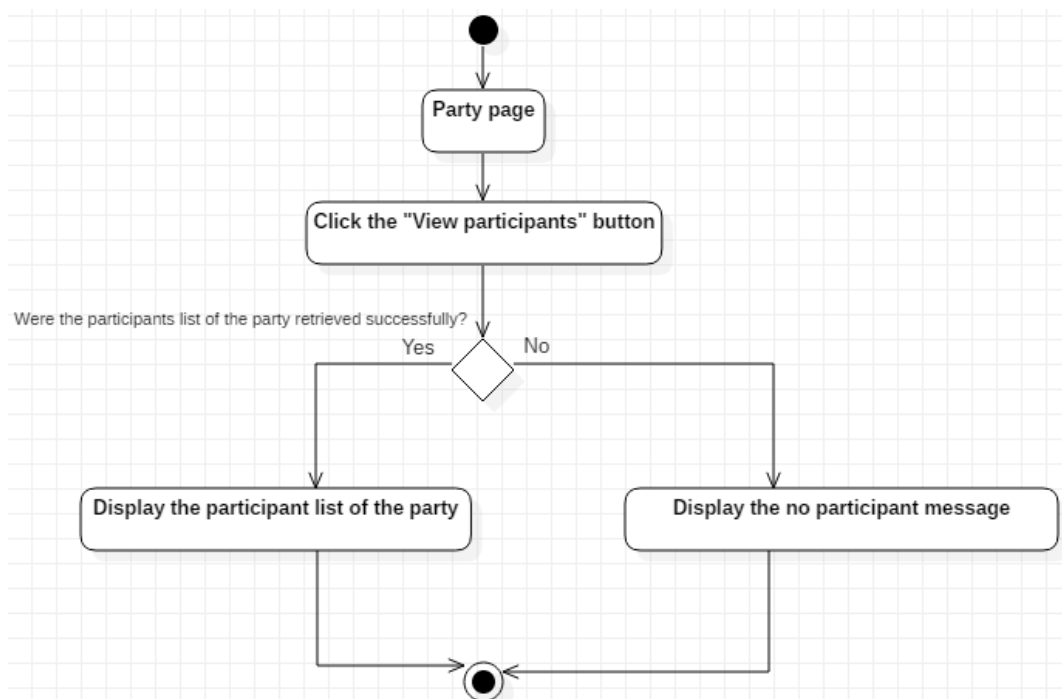 Party page
Click the "View participants" button
Were the participants list of the party retrieved successfully?
Yes
No
Display the participant list of the party
Display the no participant message